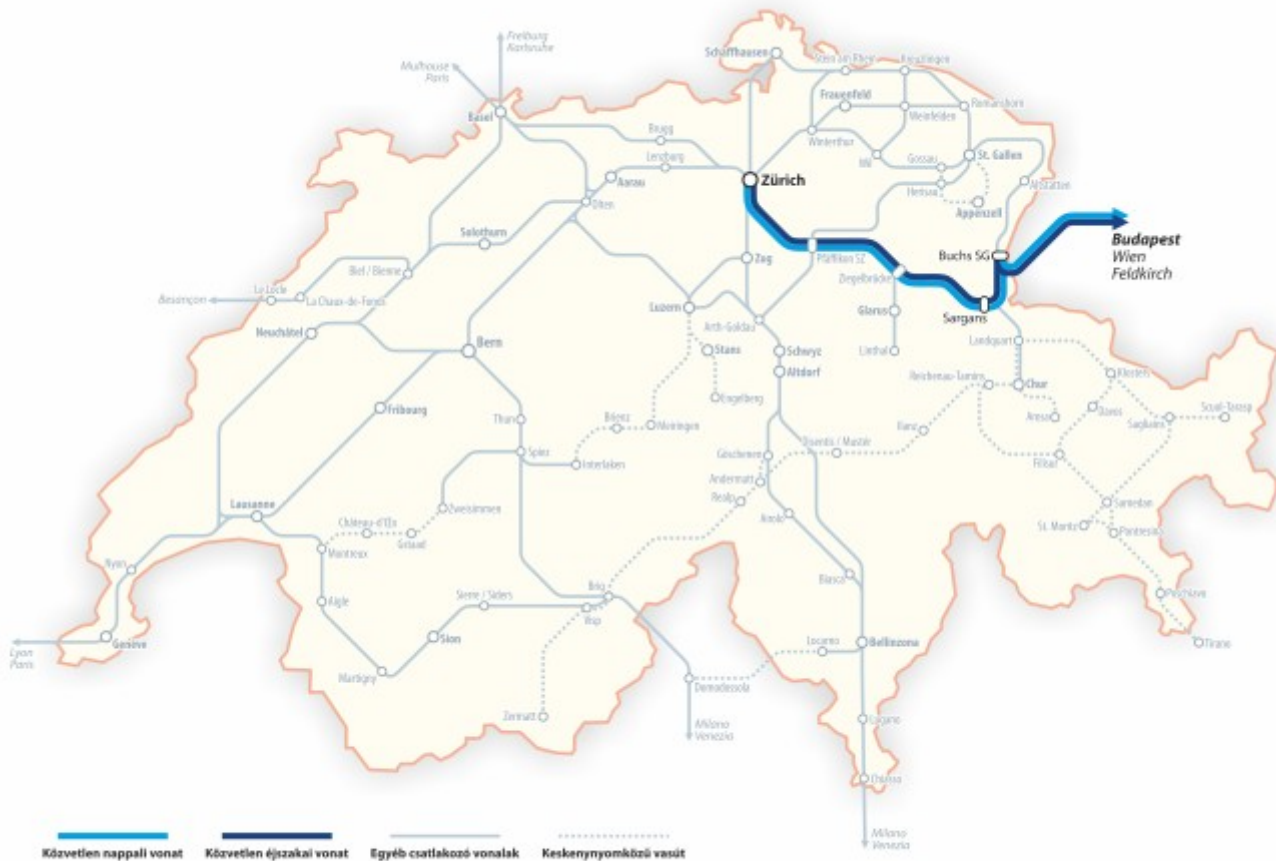 Freiburg
Karlsruhe
Mulhouse
Paris
Schaffhausen
Stein am Rhein
Kreuzlingen
Basel
Frauenfeld
Romanshorn
Weinfelden
Brugg
Winterthur
Wil
Gossau
St. Gallen
Lenzburg
Aarau
Zürich
Herisau
Altstätten
Olten
Appenzell
Solothurn
Budapest
Wien
Feldkirch
Buchs SG
Pfäffikon SZ
Zug
Biel / Bienne
Ziegelbrücke
Besançon
Le Locle
La Chaux-de-Fonds
Luzern
Glarus
Sargans
Neuchâtel
Arth-Goldau
Bern
Stans
Schwyz
Linthal
Landquart
Altdorf
Klosters
Reichenau-Tamins
Chur
Engelberg
Fribourg
Davos
Arosa
Scuol-Tarasp
Thun
Brienz
Meiringen
Ilanz
Sagliains
Disentis / Mustér
Spiez
Göschenen
Interlaken
Filisur
Andermatt
Realp
Lausanne
Zweisimmen
Airolo
Samedan
St. Moritz
Pontresina
Château-d'Œx
Gstaad
Montreux
Nyon
Biasca
Brig
Poschiavo
Aigle
Sierre / Siders
Visp
Genève
Sion
Locarno
Bellinzona
Tirano
Lyon
Paris
Martigny
Domodossola
Zermatt
Lugano
Milano
Venezia
Chiasso
Milano
Venezia
Közvetlen nappali vonat
Közvetlen éjszakai vonat
Egyéb csatlakozó vonalak
Keskenynyomközű vasút